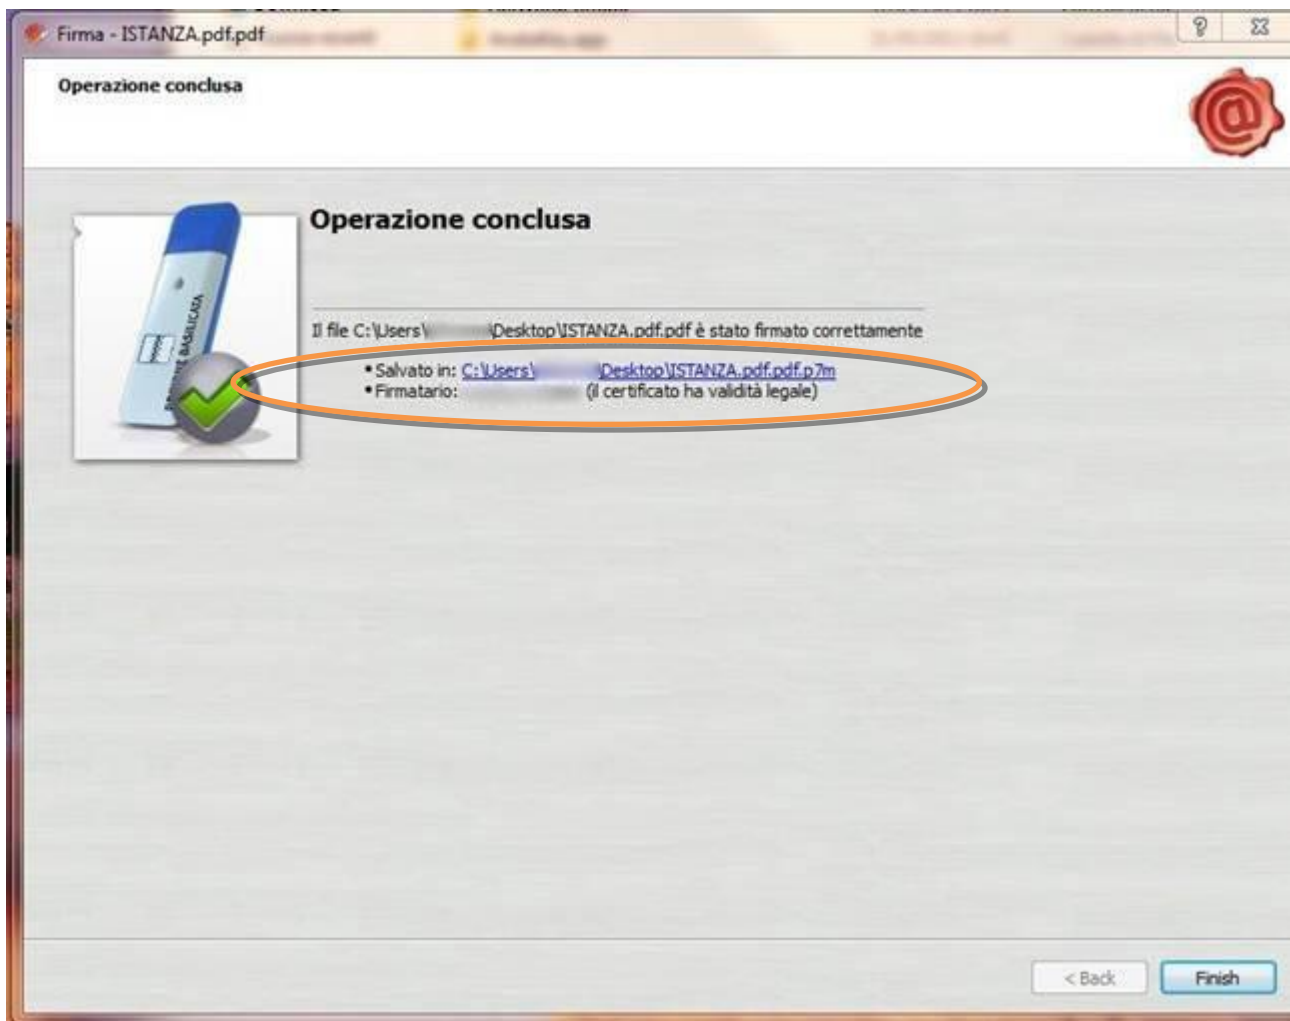 Firma - ISTANZA.pdf.pdf
Operazione conclusa
Operazione conclusa
BASILICATA
Il file C:\Users\ \Desktop\ISTANZA.pdf.pdf è stato firmato correttamente
•Salvato in: C:\Users\ \Desktop\ISTANZA.pdf.pdf.p7m
•Firmatario: (il certificato ha validità legale)
< Back Finish